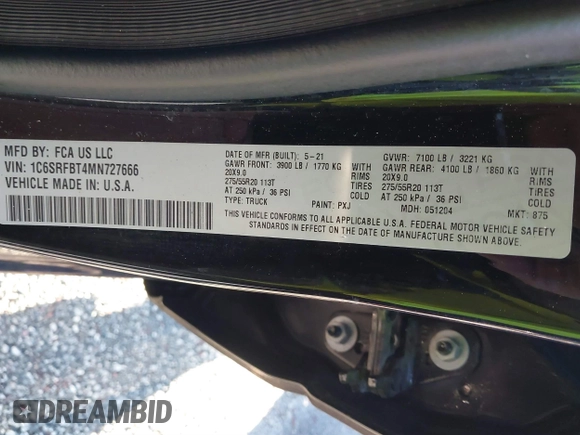 MFD BY: FCA US LLC
VIN: 1C6SRFBT4MN727666
VEHICLE MADE IN U.S.A.
DATE OF MFR (BUILT): 5-21
GAWR FRONT: 3900 LB / 1770 KG WITH
20X9.0 RIMS
275/55R20 113T TIRES
AT 250 kPa / 36 PSI COLD
TYPE: TRUCK PAINT: PXJ
GVWR: 7100 LB / 3221 KG
GAWR REAR: 4100 LB / 1860 KG WITH
20X9.0 RIMS
275/55R20 113T TIRES
AT 250 kPa / 36 PSI COLD
MDH: 051204 MKT: 875
THIS VEHICLE CONFORMS TO ALL APPLICABLE U.S.A. FEDERAL MOTOR VEHICLE SAFETY
STANDARDS IN EFFECT ON THE DATE OF MANUFACTURE SHOWN ABOVE.
DREAMBID